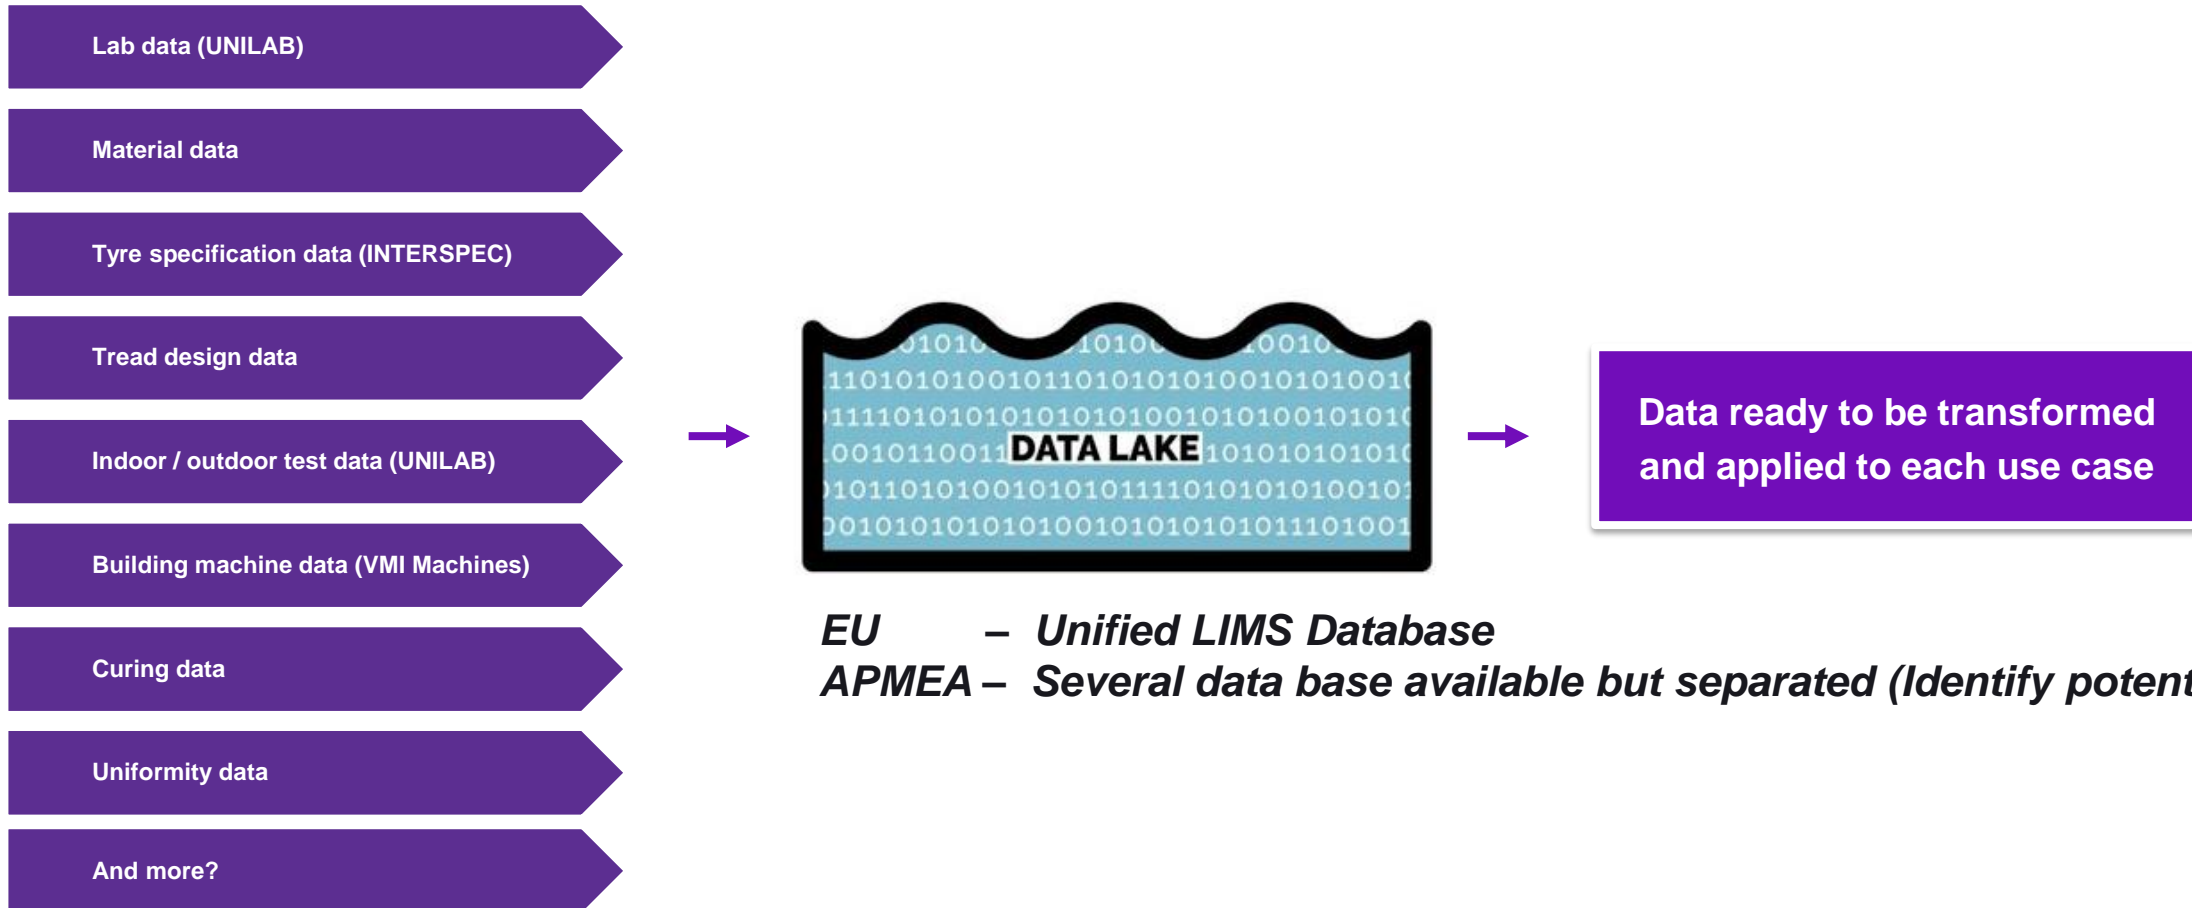 Lab data (UNILAB)
Material data
Tyre specification data (INTERSPEC)
Tread design data
Indoor / outdoor test data (UNILAB)
Building machine data (VMI Machines)
Curing data
Uniformity data
And more?
DATA LAKE
Data ready to be transformed
and applied to each use case
EU – Unified LIMS Database
APMEA – Several data base available but separated (Identify